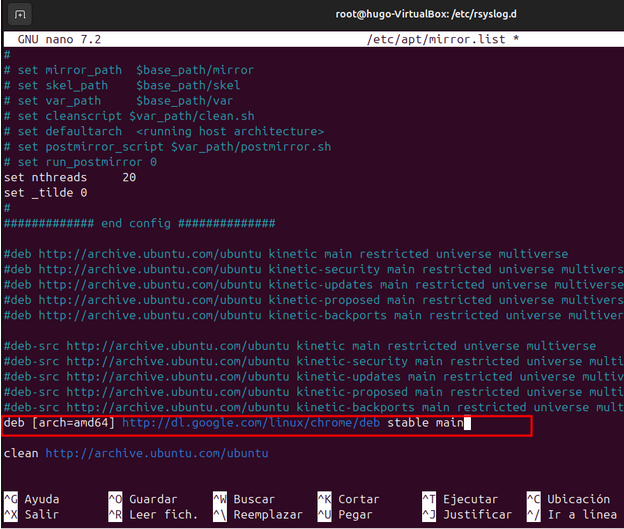 root@hugo-VirtualBox: /etc/rsyslog.d
GNU nano 7.2 /etc/apt/mirror.list *
#
# set mirror_path $base_path/mirror
# set skel_path $base_path/skel
# set var_path $base_path/var
# set cleanscript $var_path/clean.sh
# set defaultarch <running host architecture>
# set postmirror_script $var_path/postmirror.sh
# set run_postmirror 0
set nthreads 20
set _tilde 0
#
############# end config ##############
#deb http://archive.ubuntu.com/ubuntu kinetic main restricted universe multiverse
#deb http://archive.ubuntu.com/ubuntu kinetic-security main restricted universe multivers
#deb http://archive.ubuntu.com/ubuntu kinetic-updates main restricted universe multiverse
#deb http://archive.ubuntu.com/ubuntu kinetic-proposed main restricted universe multivers
#deb http://archive.ubuntu.com/ubuntu kinetic-backports main restricted universe multiver
#deb-src http://archive.ubuntu.com/ubuntu kinetic main restricted universe multiverse
#deb-src http://archive.ubuntu.com/ubuntu kinetic-security main restricted universe multi
#deb-src http://archive.ubuntu.com/ubuntu kinetic-updates main restricted universe multiv
#deb-src http://archive.ubuntu.com/ubuntu kinetic-proposed main restricted universe multi
#deb-src http://archive.ubuntu.com/ubuntu kinetic-backports main restricted universe mult
deb [arch=amd64] http://dl.google.com/linux/chrome/deb stable main
clean http://archive.ubuntu.com/ubuntu
^G Ayuda ^O Guardar ^W Buscar ^K Cortar ^T Ejecutar ^C Ubicación
^X Salir ^R Leer fich. ^\ Reemplazar ^U Pegar ^J Justificar ^/ Ir a línea